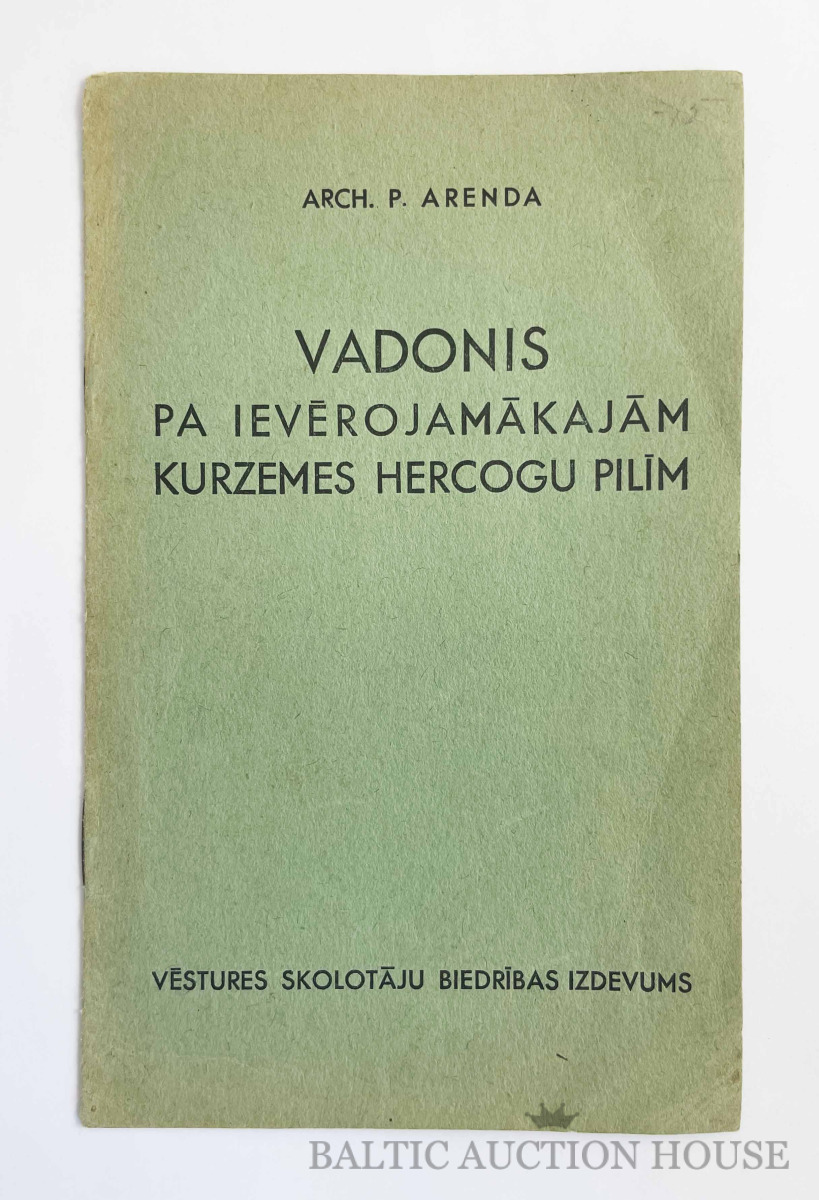 ARCH. P. ARENDA
VADONIS
PA IEVĒROJAMĀKAJĀM
KURZEMES HERCOGU PILĪM
VĒSTURES SKOLOTĀJU BIEDRĪBAS IZDEVUMS
BALTIC AUCTION HOUSE